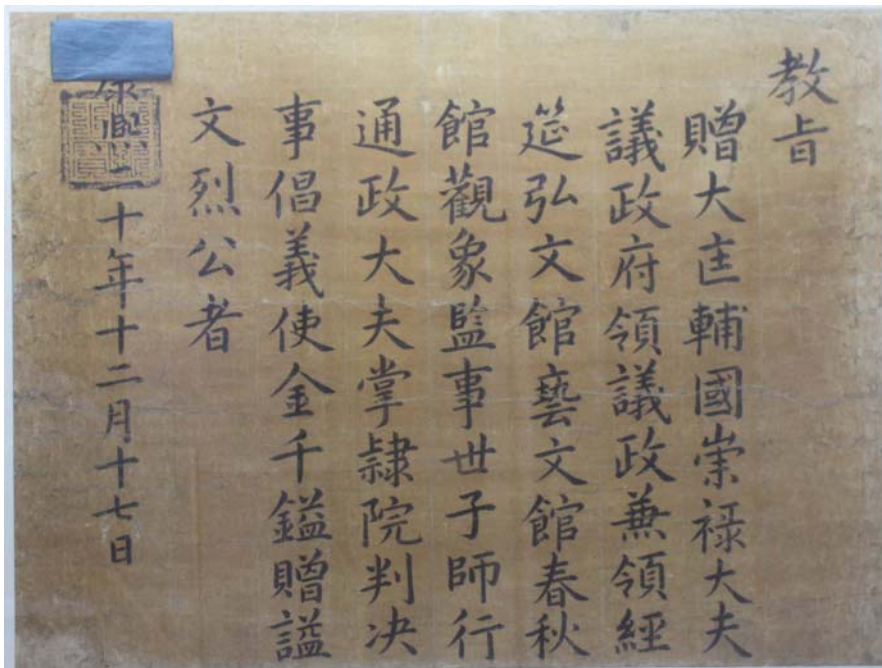 教旨
贈大匡輔國崇祿大夫
議政府領議政兼領經
筵弘文館藝文館春秋
館觀象監事世子師行
通政大夫掌隷院判決
事倡義使金千鎰贈諡
文烈公者
二十年十二月十七日